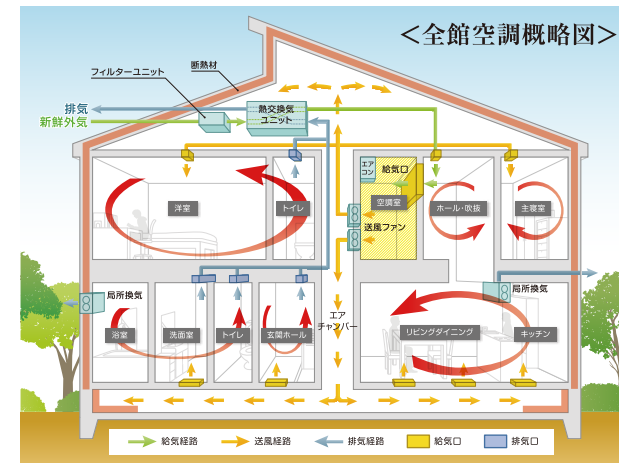 ＜全館空調概略図＞
断熱材
フィルターユニット
排気
新鮮外気
熱交換気
ユニット
エア
コン
給気口
洋室
トイレ
空調室
ホール・吹抜
主寝室
送風ファン
局所換気
局所換気
エア
チャンバー
浴室
洗面室
トイレ
玄関ホール
リビングダイニング
キッチン
給気経路
送風経路
排気経路
給気口
排気口